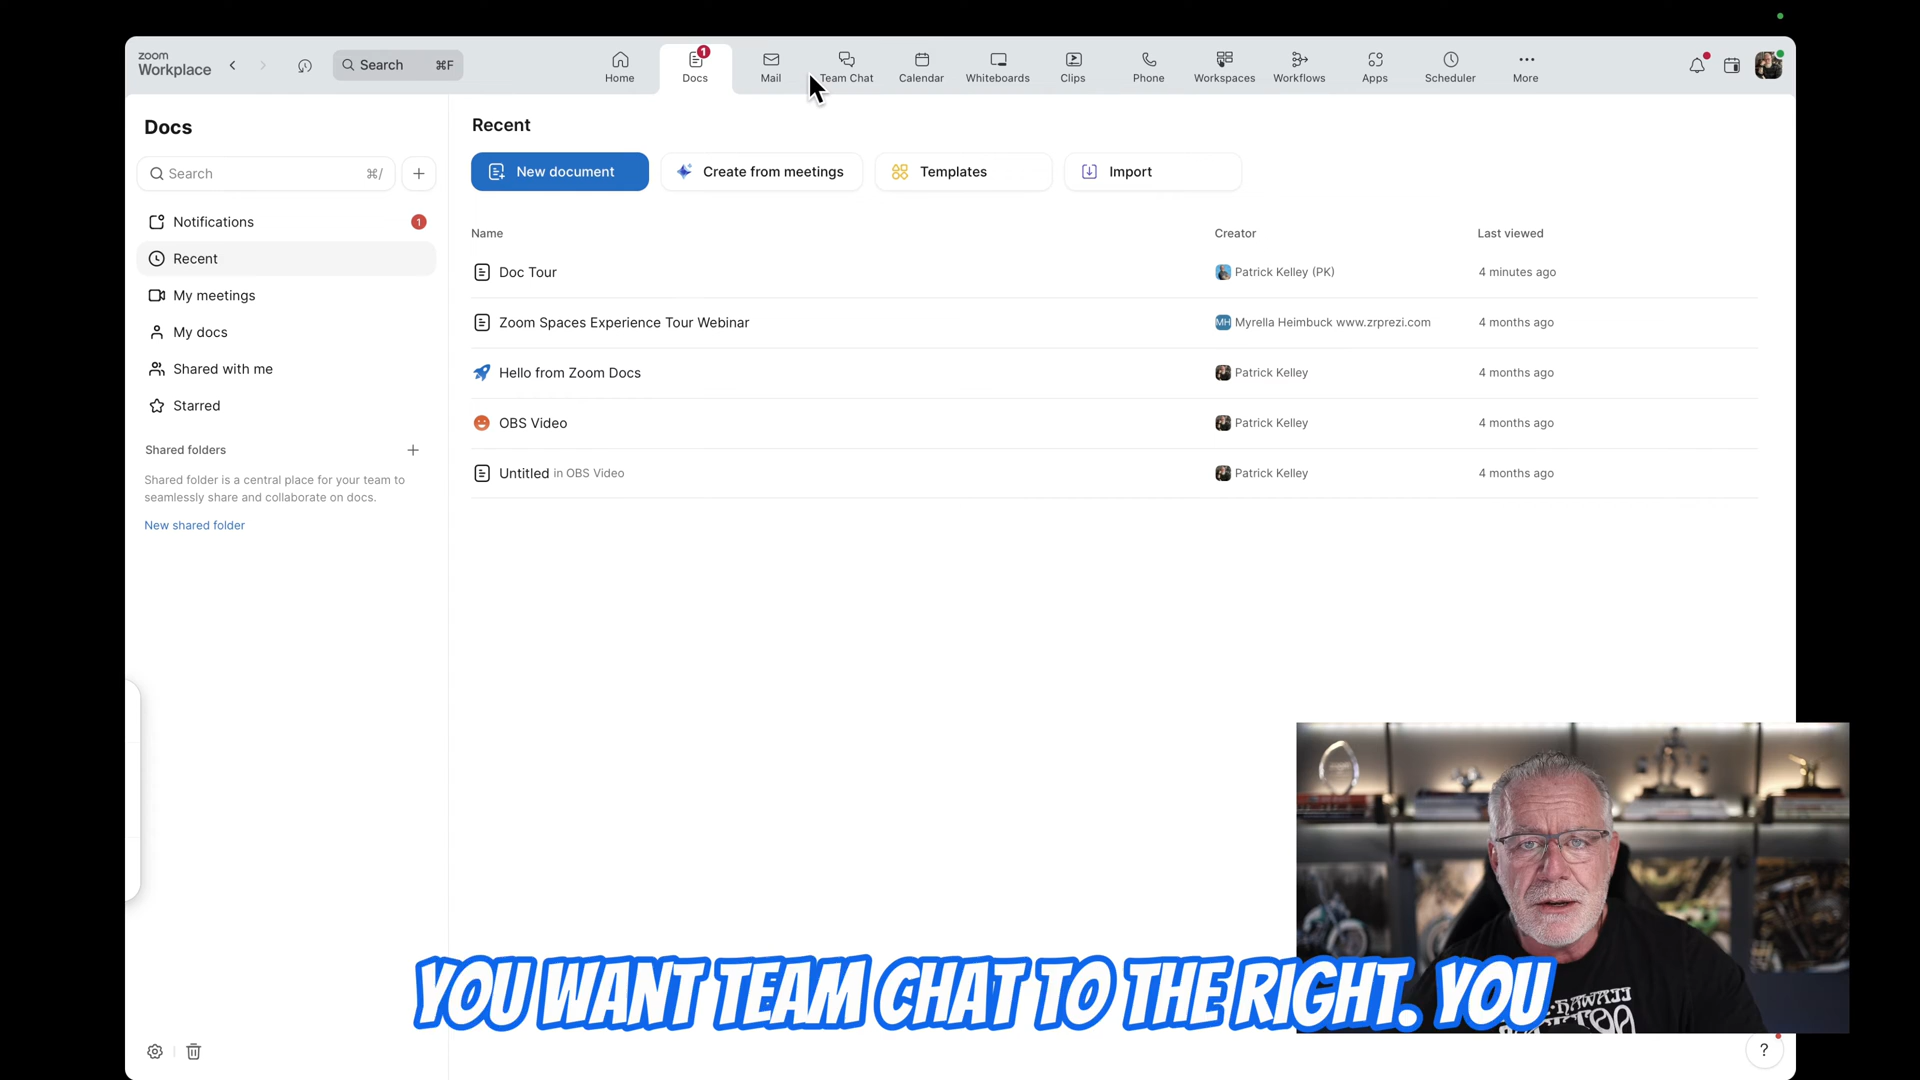 zoom
Workplace
Search ⌘F
Home
Docs
1
Mail
Team Chat
Calendar
Whiteboards
Clips
Phone
Workspaces
Workflows
Apps
Scheduler
More
Docs
Search ⌘/
Notifications 1
Recent
My meetings
My docs
Shared with me
Starred
Shared folders
Shared folder is a central place for your team to
seamlessly share and collaborate on docs.
New shared folder
Recent
New document
Create from meetings
Templates
Import
Name Creator Last viewed
Doc Tour Patrick Kelley (PK) 4 minutes ago
Zoom Spaces Experience Tour Webinar MH Myrella Heimbuck www.zrprezi.com 4 months ago
Hello from Zoom Docs Patrick Kelley 4 months ago
OBS Video Patrick Kelley 4 months ago
Untitled in OBS Video Patrick Kelley 4 months ago
YOU WANT TEAM CHAT TO THE RIGHT. YOU
HAWAII
?